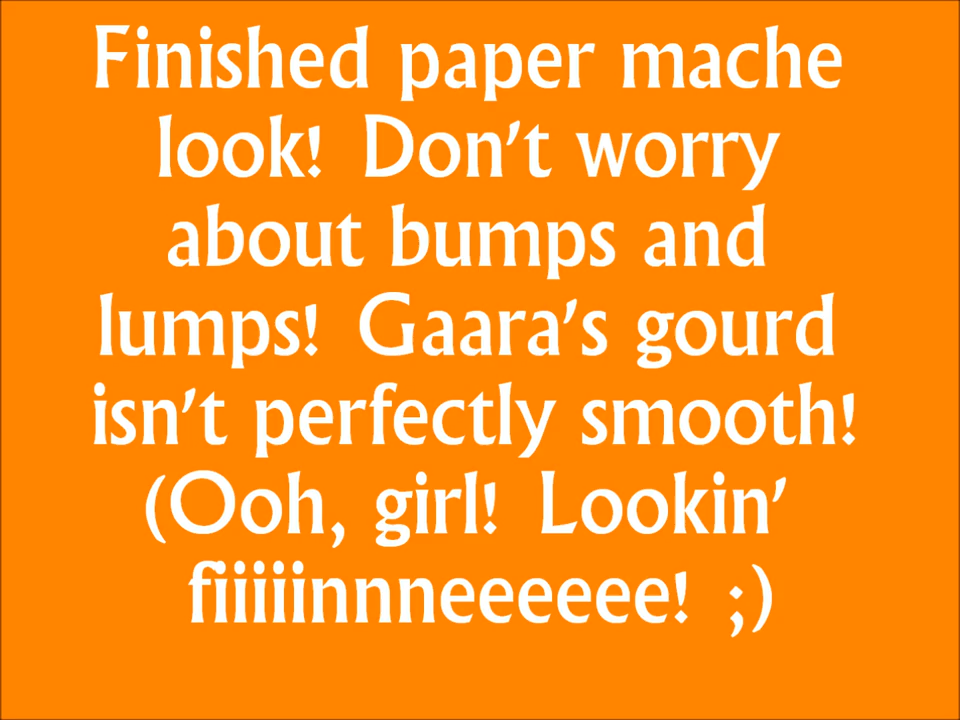 Finished paper mache
look! Don't worry
about bumps and
lumps! Gaara's gourd
isn't perfectly smooth!
(Ooh, girl! Lookin'
fiiiiinnneeeeee! ;)